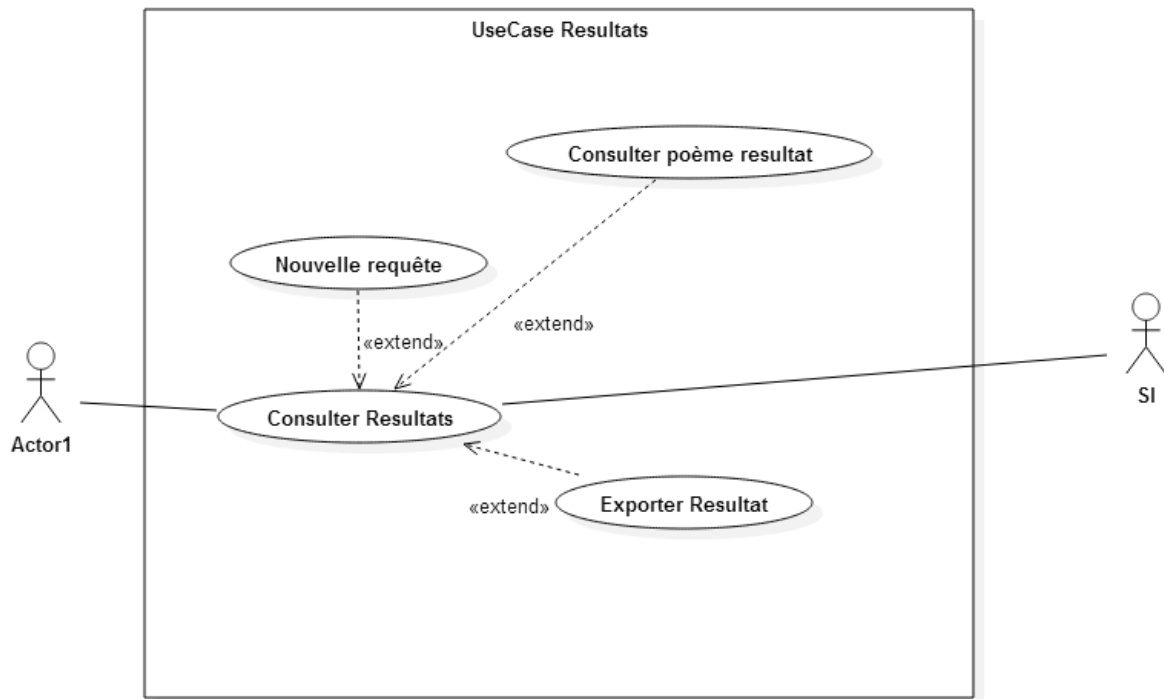 UseCase Resultats
Consulter poème resultat
Nouvelle requête
«extend»
«extend»
Consulter Resultats
Actor1
SI
Exporter Resultat
«extend»